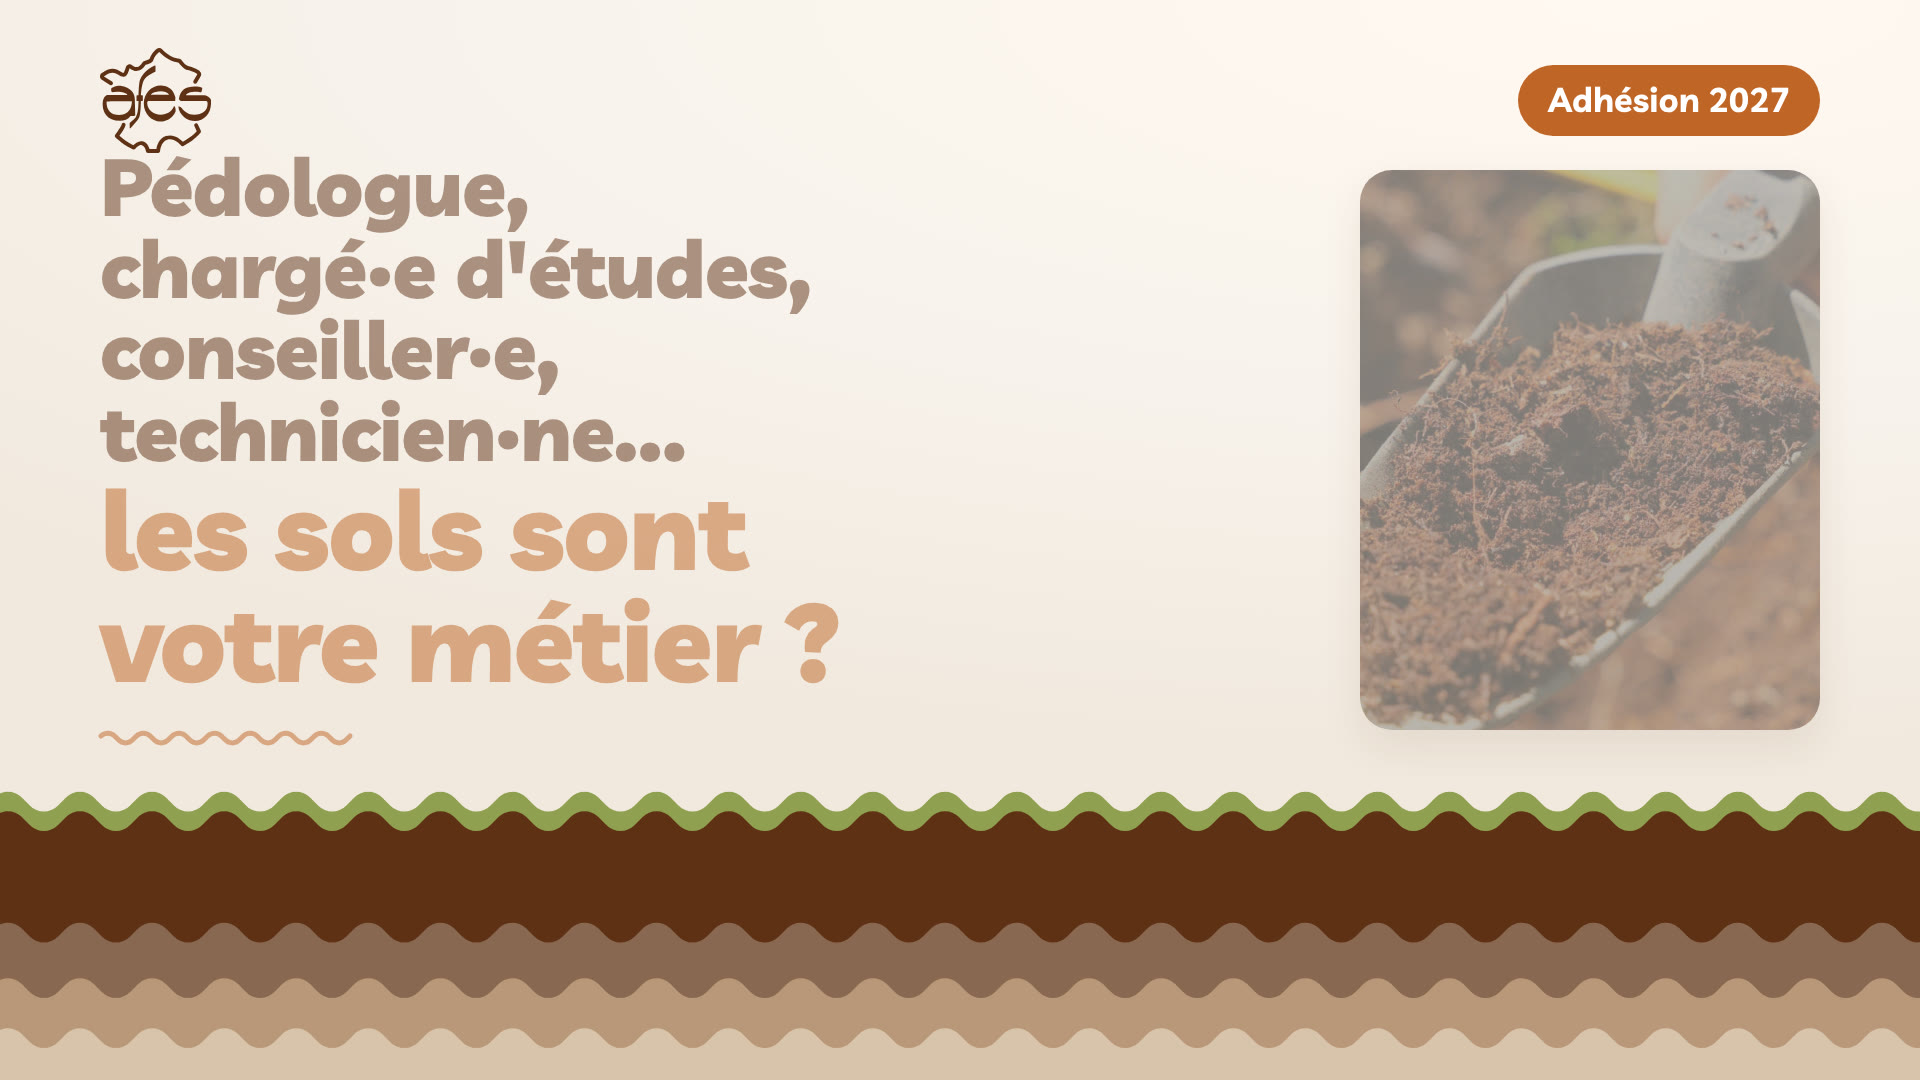 afes
Adhésion 2027
Pédologue,
chargé·e d'études,
conseiller·e,
technicien·ne...
les sols sont
votre métier ?